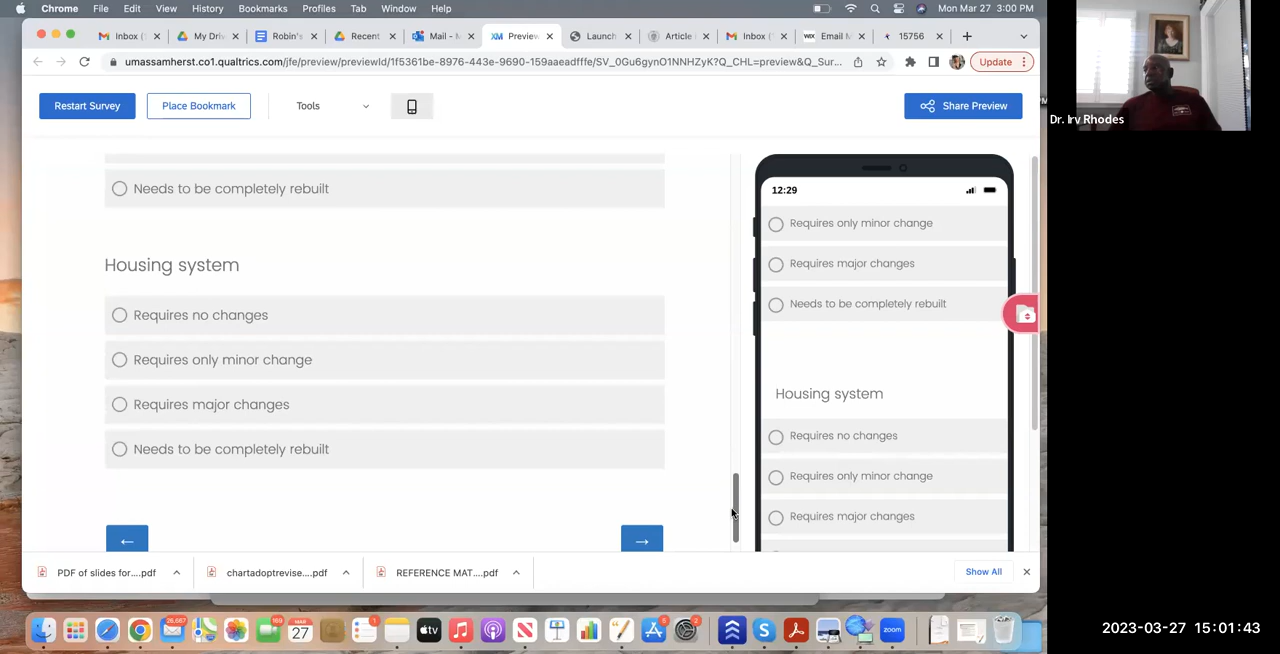 Chrome File Edit View History Bookmarks Profiles Tab Window Help Mon Mar 27 3:00 PM
Inbox ( My Dri Robin's Recent Mail - M Preview Launch Article Inbox ( WIX Email M 15756
umassamherst.co1.qualtrics.com/jfe/preview/previewId/1f5361be-8976-443e-9690-159aaeadfffe/SV_0Gu6gynO1NNHZyK?Q_CHL=preview&Q_Sur... Update
Restart Survey Place Bookmark Tools Share Preview
Dr. Irv Rhodes
Needs to be completely rebuilt
Housing system
Requires no changes
Requires only minor change
Requires major changes
Needs to be completely rebuilt
←
→
12:29
Requires only minor change
Requires major changes
Needs to be completely rebuilt
Housing system
Requires no changes
Requires only minor change
Requires major changes
PDF of slides for....pdf chartadoptrevise....pdf REFERENCE MAT....pdf Show All
MAR 27 tv zoom
2023-03-27 15:01:43